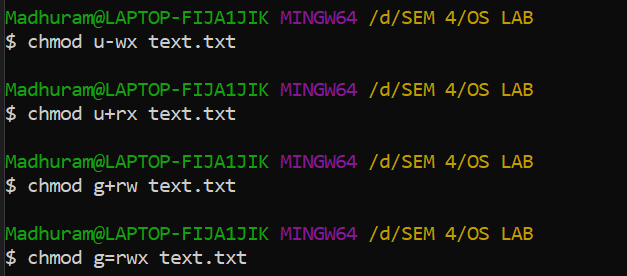 Madhuram@LAPTOP-FIJA1JIK MINGW64 /d/SEM 4/OS LAB
$ chmod u-wx text.txt
Madhuram@LAPTOP-FIJA1JIK MINGW64 /d/SEM 4/OS LAB
$ chmod u+rx text.txt
Madhuram@LAPTOP-FIJA1JIK MINGW64 /d/SEM 4/OS LAB
$ chmod g+rw text.txt
Madhuram@LAPTOP-FIJA1JIK MINGW64 /d/SEM 4/OS LAB
$ chmod g=rwx text.txt